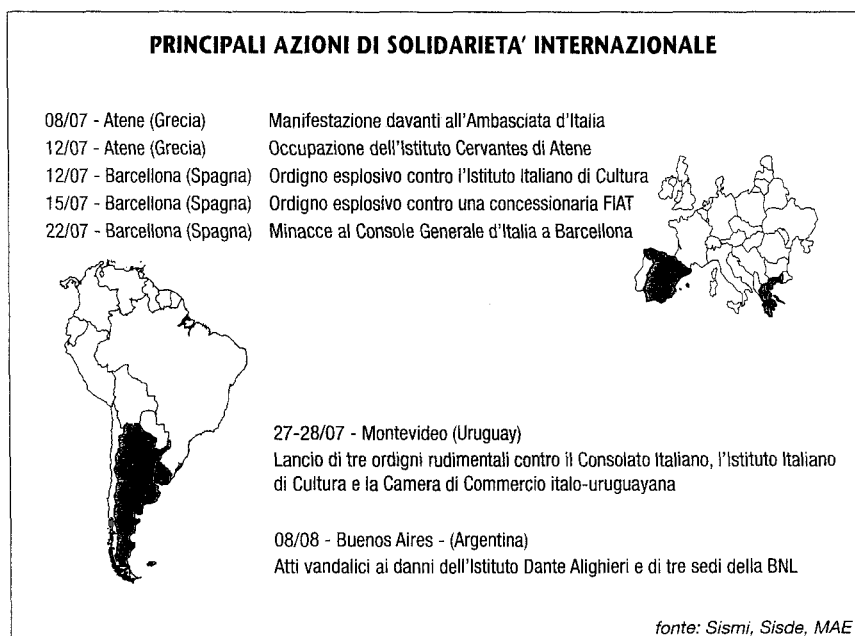 PRINCIPALI AZIONI DI SOLIDARIETA' INTERNAZIONALE
08/07 - Atene (Grecia) Manifestazione davanti all'Ambasciata d'Italia
12/07 - Atene (Grecia) Occupazione dell'Istituto Cervantes di Atene
12/07 - Barcellona (Spagna) Ordigno esplosivo contro l'Istituto Italiano di Cultura
15/07 - Barcellona (Spagna) Ordigno esplosivo contro una concessionaria FIAT
22/07 - Barcellona (Spagna) Minacce al Console Generale d'Italia a Barcellona
27-28/07 - Montevideo (Uruguay)
Lancio di tre ordigni rudimentali contro il Consolato Italiano, l'Istituto Italiano
di Cultura e la Camera di Commercio italo-uruguayana
08/08 - Buenos Aires - (Argentina)
Atti vandalici ai danni dell'Istituto Dante Alighieri e di tre sedi della BNL
fonte: Sismi, Sisde, MAE